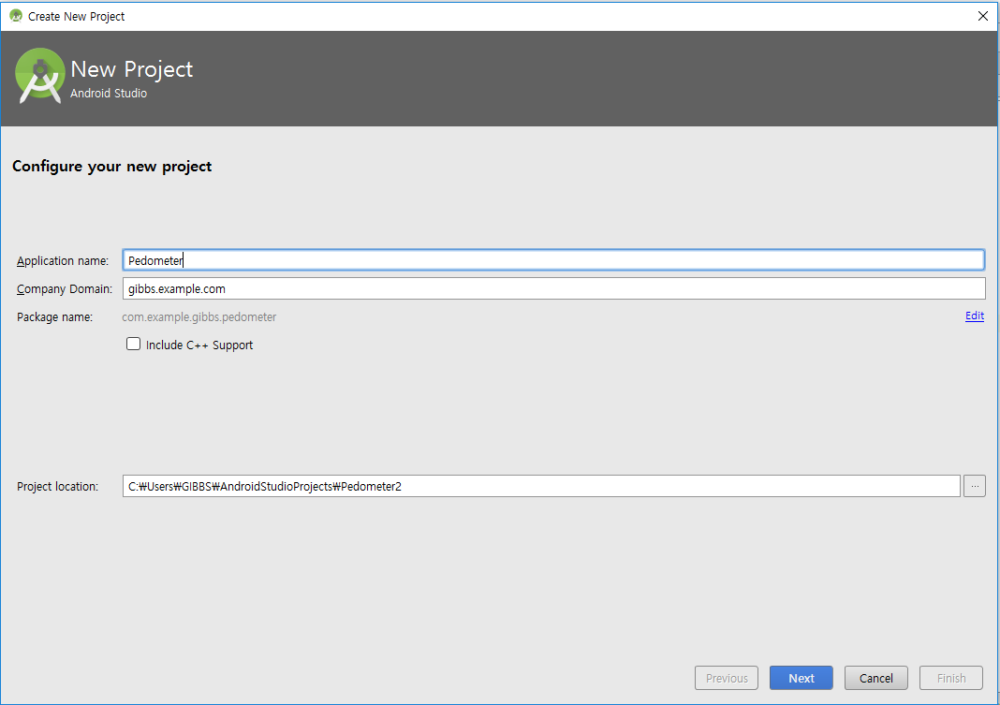 Create New Project
New Project
Android Studio
Configure your new project
Application name: Pedometer
Company Domain: gibbs.example.com
Package name: com.example.gibbs.pedometer Edit
Include C++ Support
Project location: C:₩Users₩GIBBS₩AndroidStudioProjects₩Pedometer2 ...
Previous Next Cancel Finish